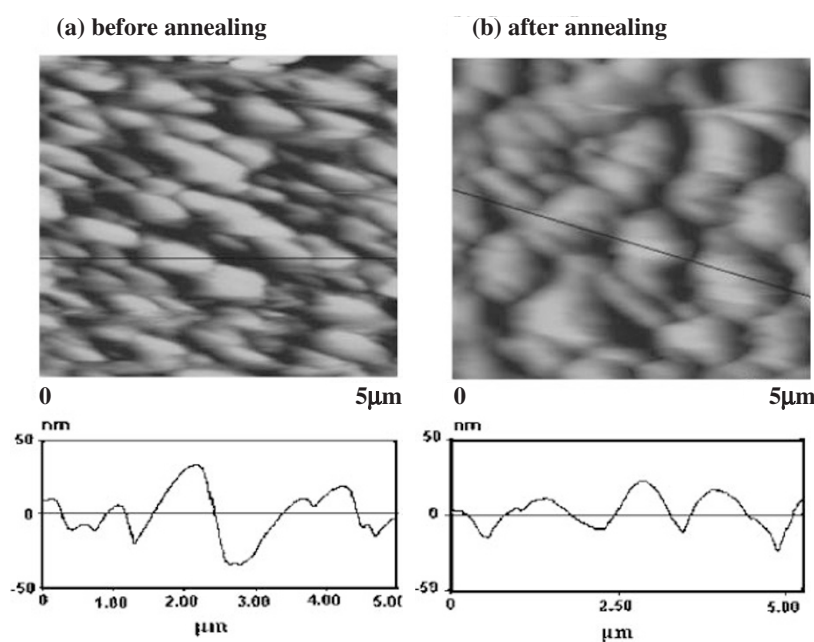 (a) before annealing
(b) after annealing
0 5μm
0 5μm
nm
50
0
-50
0 1.00 2.00 3.00 4.00 5.00
μm
nm
50
0
-50
0 2.50 5.00
μm